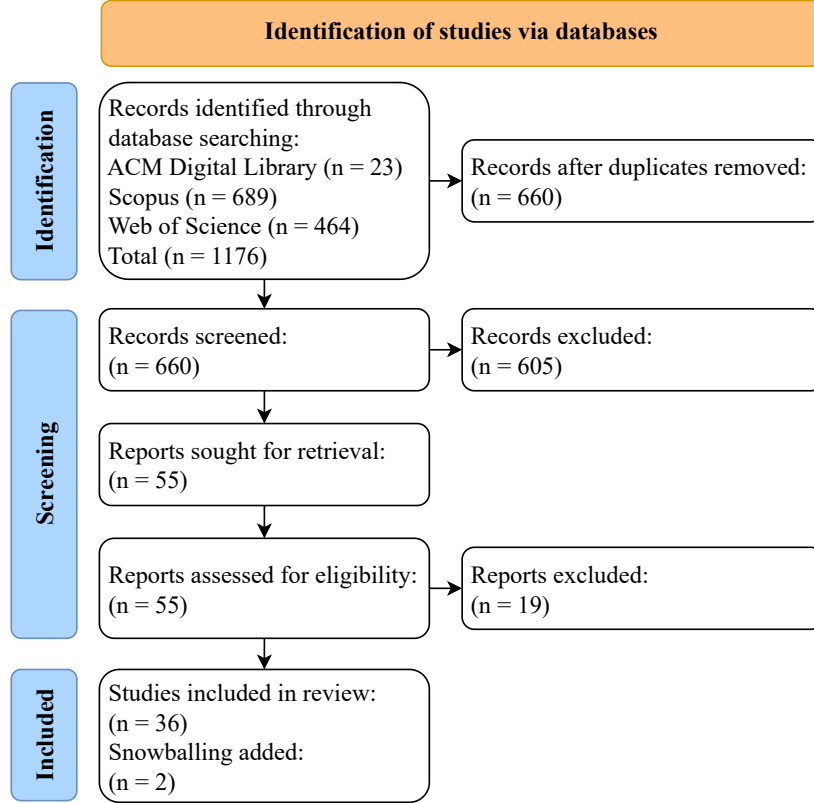 Identification of studies via databases
Identification
Records identified through
database searching:
ACM Digital Library (n = 23)
Scopus (n = 689)
Web of Science (n = 464)
Total (n = 1176)
Records after duplicates removed:
(n = 660)
Screening
Records screened:
(n = 660)
Records excluded:
(n = 605)
Reports sought for retrieval:
(n = 55)
Reports assessed for eligibility:
(n = 55)
Reports excluded:
(n = 19)
Included
Studies included in review:
(n = 36)
Snowballing added:
(n = 2)